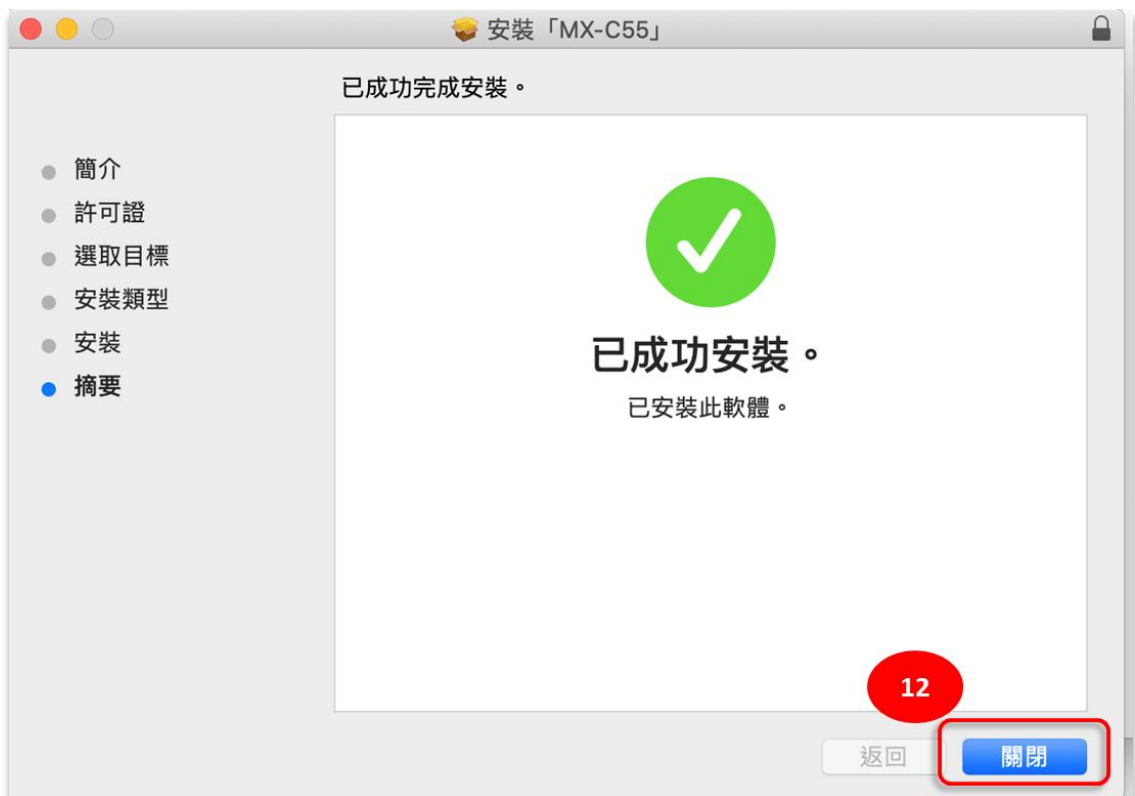 安裝「MX-C55」
已成功完成安裝。
簡介
許可證
選取目標
安裝類型
安裝
摘要
已成功安裝。
已安裝此軟體。
12
返回
關閉